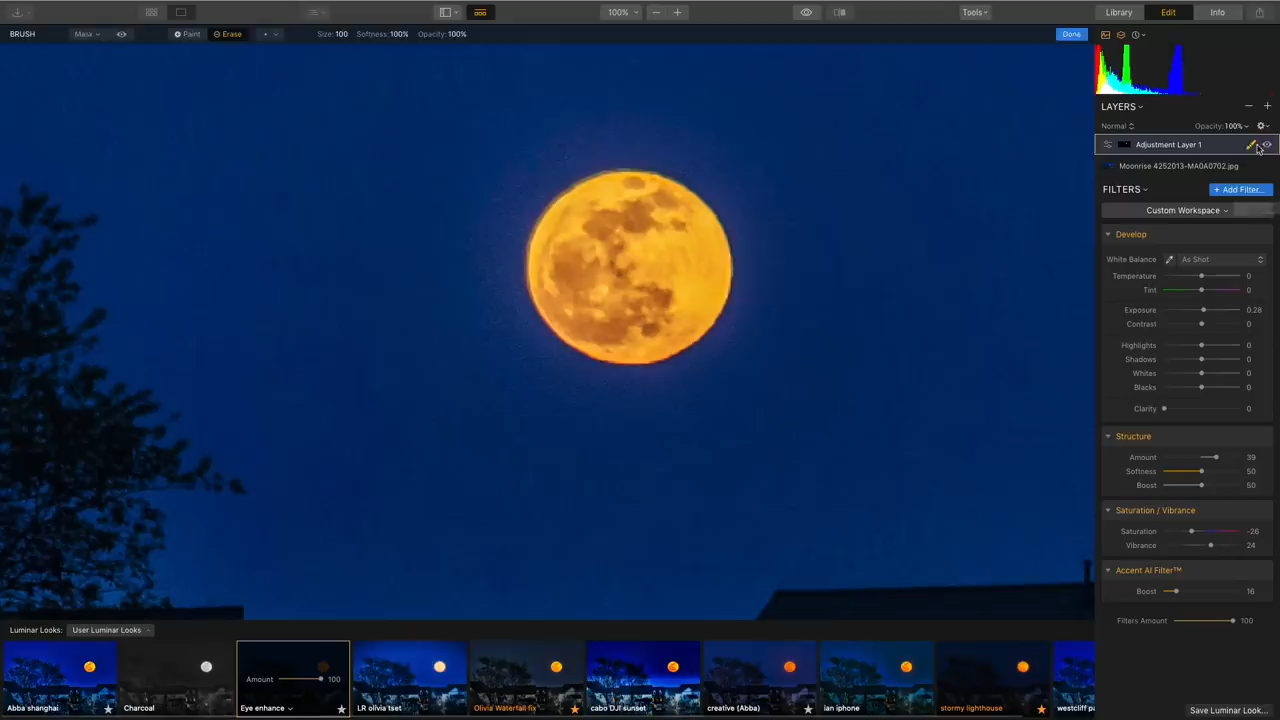 100%
Tools
Library
Edit
Info
BRUSH
Mask
Paint
Erase
Size: 100
Softness: 100%
Opacity: 100%
Done
LAYERS
Normal
Opacity: 100%
Adjustment Layer 1
Moonrise 4252013-MA0A0702.jpg
FILTERS
+ Add Filter...
Custom Workspace
Develop
White Balance
As Shot
Temperature 0
Tint 0
Exposure 0.28
Contrast 0
Highlights 0
Shadows 0
Whites 0
Blacks 0
Clarity 0
Structure
Amount 39
Softness 50
Boost 50
Saturation / Vibrance
Saturation -26
Vibrance 24
Accent AI Filter™
Boost 16
Filters Amount 100
Luminar Looks:
User Luminar Looks
Amount 100
Abba shanghai
Charcoal
Eye enhance
LR olivia tset
Olivia Waterfall fix
cabo DJI sunset
creative (Abba)
ian iphone
stormy lighthouse
westcliff pa
Save Luminar Look...